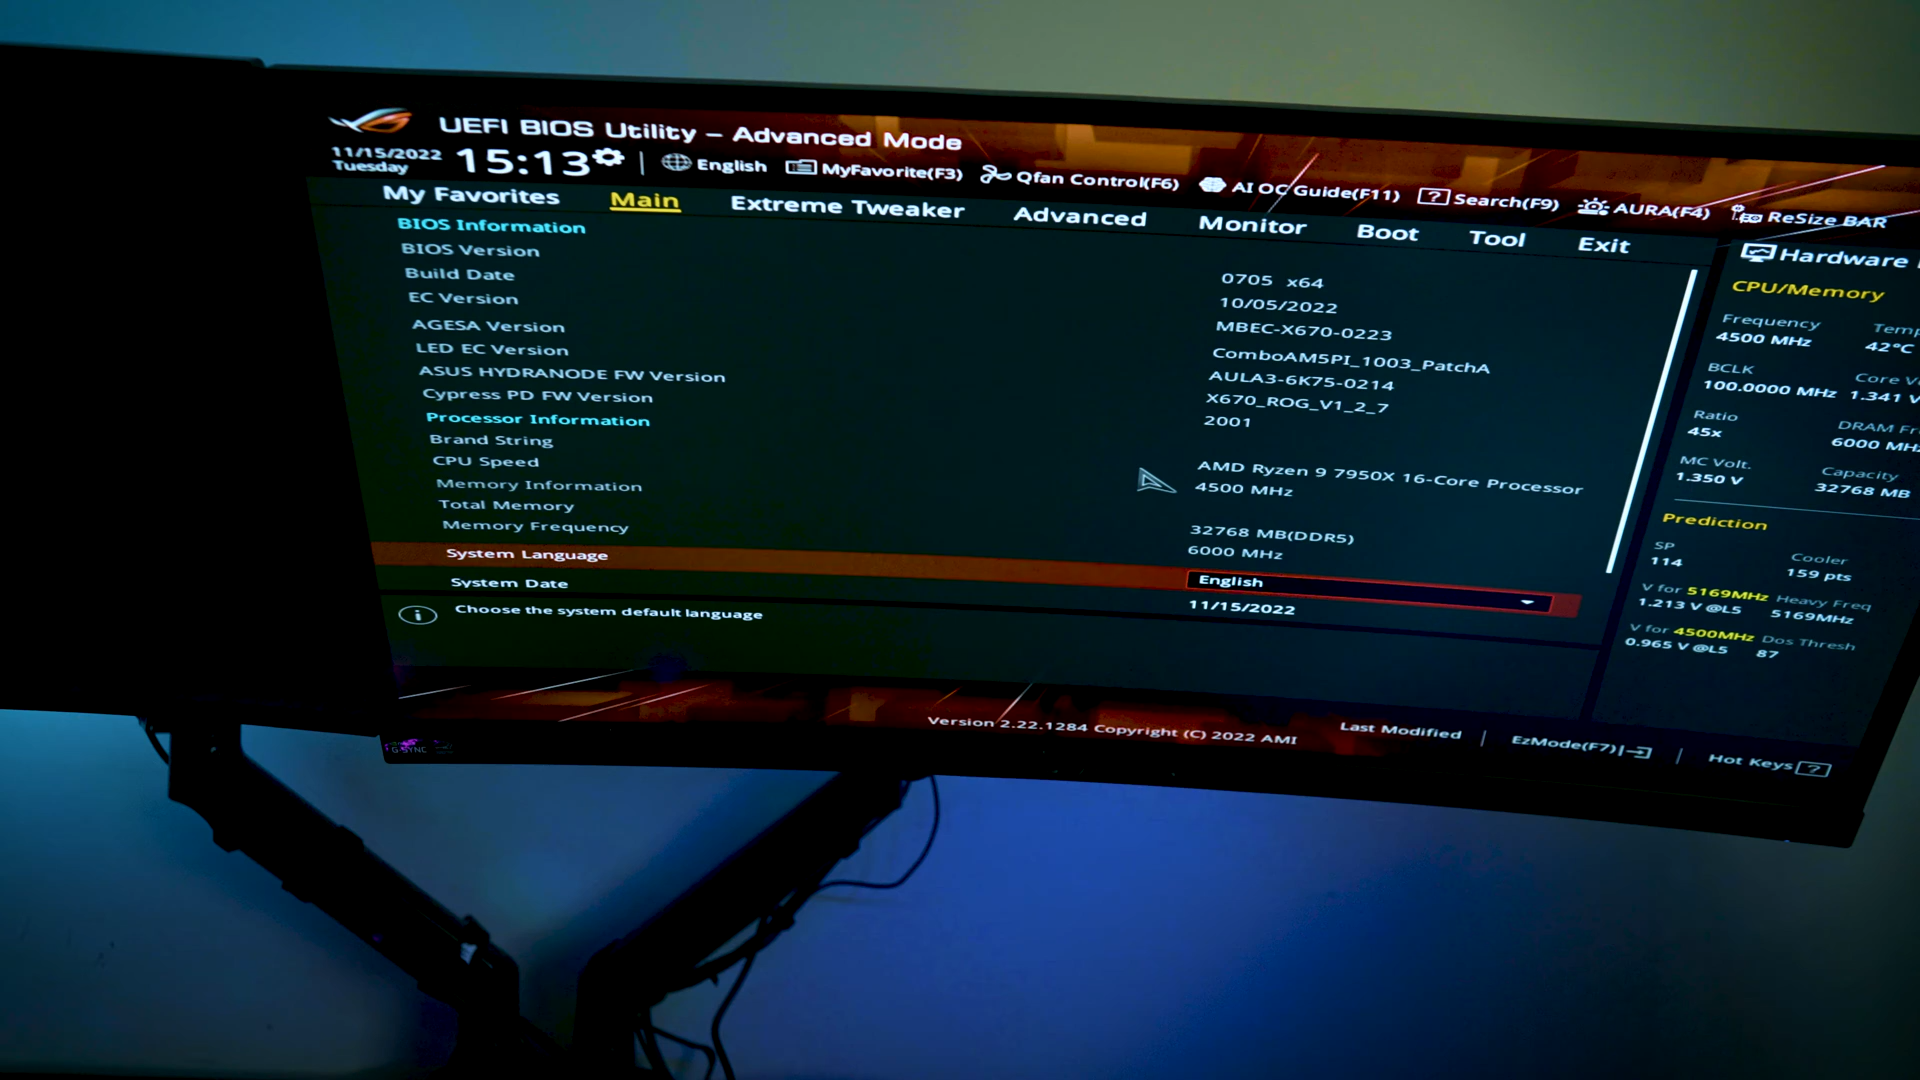 UEFI BIOS Utility – Advanced Mode
11/15/2022
Tuesday
15:13
English
MyFavorite(F3)
Qfan Control(F6)
AI OC Guide(F11)
Search(F9)
AURA(F4)
ReSize BAR
My Favorites
Main
Extreme Tweaker
Advanced
Monitor
Boot
Tool
Exit
BIOS Information
BIOS Version 0705 x64
Build Date 10/05/2022
EC Version MBEC-X670-0223
AGESA Version ComboAM5PI_1003_PatchA
LED EC Version AULA3-6K75-0214
ASUS HYDRANODE FW Version X670_ROG_V1_2_7
Cypress PD FW Version 2001
Processor Information
Brand String AMD Ryzen 9 7950X 16-Core Processor
CPU Speed 4500 MHz
Memory Information
Total Memory 32768 MB(DDR5)
Memory Frequency 6000 MHz
System Language English
System Date 11/15/2022
Choose the system default language
Hardware
CPU/Memory
Frequency Temp
4500 MHz 42°C
BCLK Core V
100.0000 MHz 1.341 V
Ratio DRAM Fr
45x 6000 MHz
MC Volt. Capacity
1.350 V 32768 MB
Prediction
SP Cooler
114 159 pts
V for 5169MHz Heavy Freq
1.213 V @L5 5169MHz
V for 4500MHz Dos Thresh
0.965 V @L5 87
Version 2.22.1284 Copyright (C) 2022 AMI
Last Modified
EzMode(F7)
Hot Keys ?
G-SYNC